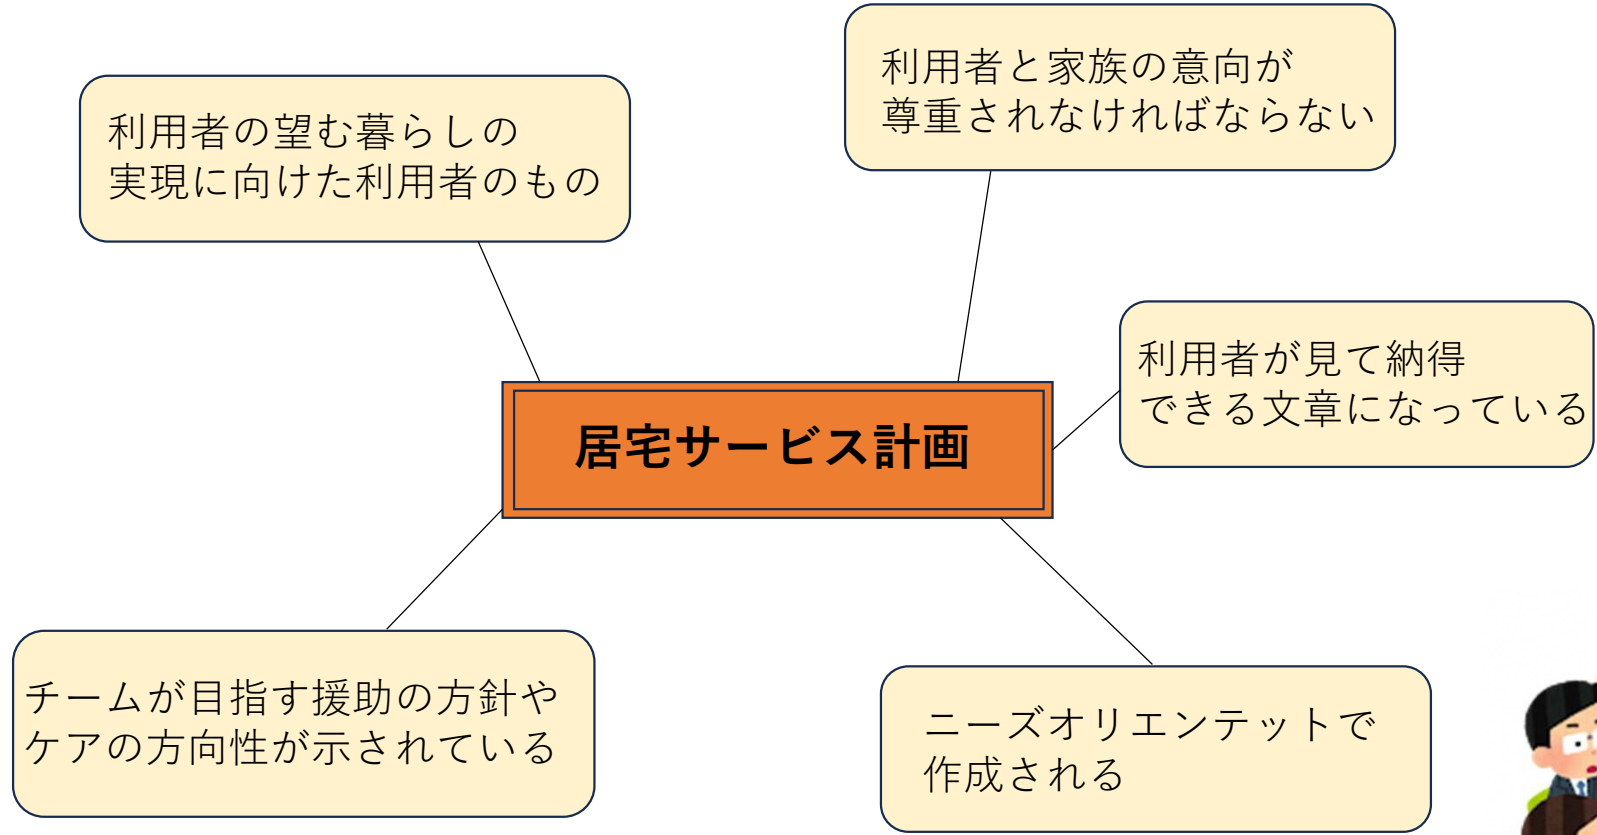 利用者と家族の意向が
尊重されなければならない
利用者の望む暮らしの
実現に向けた利用者のもの
利用者が見て納得
できる文章になっている
居宅サービス計画
チームが目指す援助の方針や
ケアの方向性が示されている
ニーズオリエンテットで
作成される